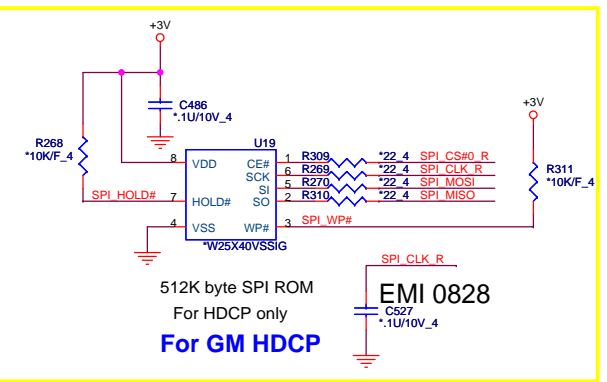 +3V
C486
*.1U/10V_4
+3V
R268
*10K/F_4
U19
R309 *22_4 SPI_CS#0_R
R269 *22_4 SPI_CLK_R
R270 *22_4 SPI_MOSI
R310 *22_4 SPI_MISO
R311
*10K/F_4
8 VDD CE# 1
SCK 6
SI 5
SO 2
SPI_HOLD# 7 HOLD#
4 VSS WP# 3 SPI_WP#
*W25X40VSSIG
SPI_CLK_R
512K byte SPI ROM
For HDCP only
For GM HDCP
EMI 0828
C527
*.1U/10V_4